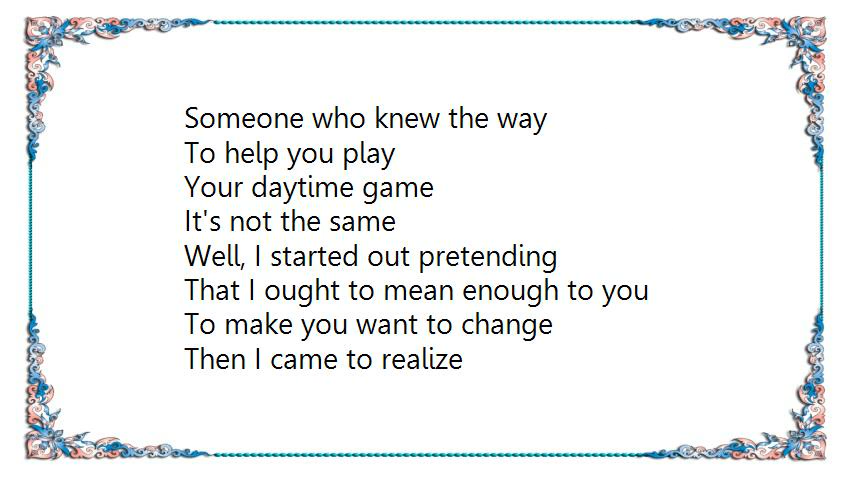 Someone who knew the way
To help you play
Your daytime game
It's not the same
Well, I started out pretending
That I ought to mean enough to you
To make you want to change
Then I came to realize